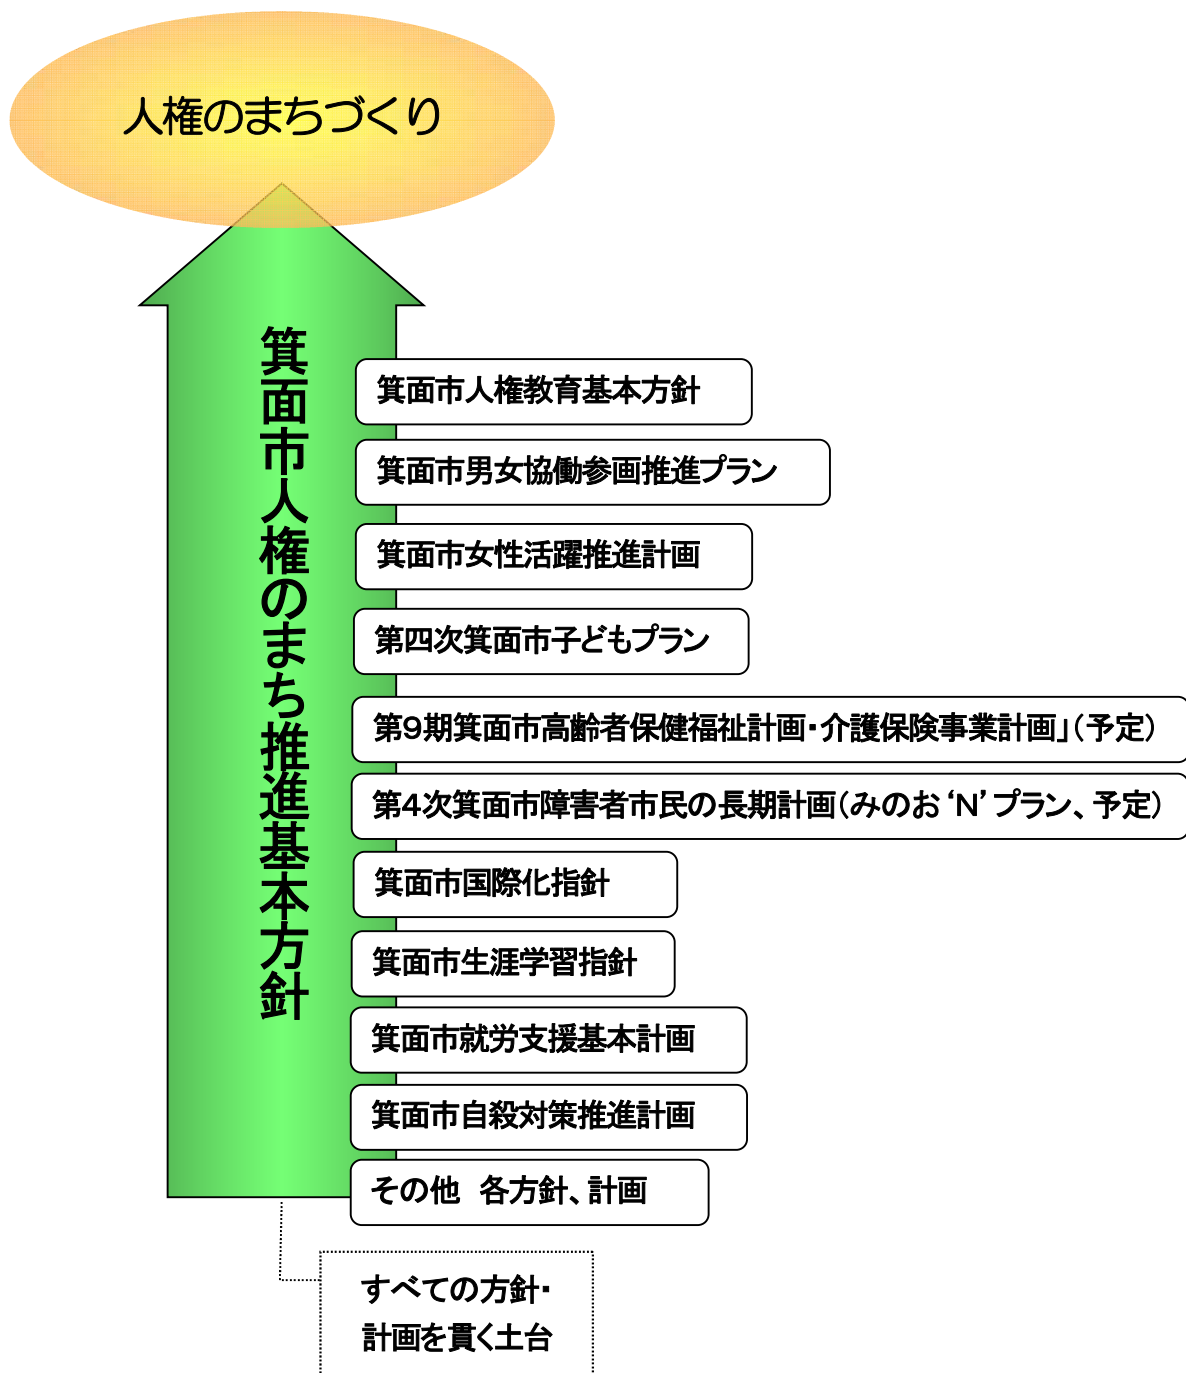 人権のまちづくり
箕面市人権のまち推進基本方針
箕面市人権教育基本方針
箕面市男女協働参画推進プラン
箕面市女性活躍推進計画
第四次箕面市子どもプラン
第9期箕面市高齢者保健福祉計画・介護保険事業計画」（予定）
第4次箕面市障害者市民の長期計画（みのお‘N’プラン、予定）
箕面市国際化指針
箕面市生涯学習指針
箕面市就労支援基本計画
箕面市自殺対策推進計画
その他　各方針、計画
すべての方針・
計画を貫く土台